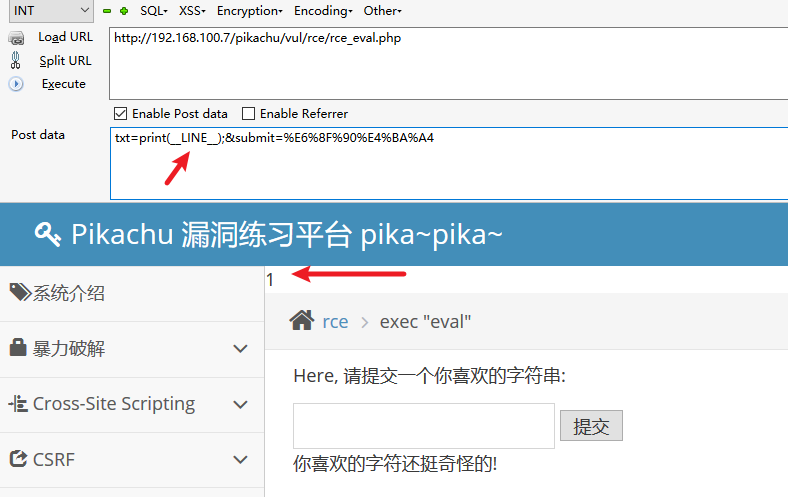 INT SQL- XSS- Encryption- Encoding- Other-
Load URL http://192.168.100.7/pikachu/vul/rce/rce_eval.php
Split URL
Execute
Enable Post data Enable Referrer
Post data txt=print(__LINE__);&submit=%E6%8F%90%E4%BA%A4
Pikachu 漏洞练习平台 pika~pika~
系统介绍
暴力破解
Cross-Site Scripting
CSRF
1
rce exec "eval"
Here, 请提交一个你喜欢的字符串:
提交
你喜欢的字符还挺奇怪的!